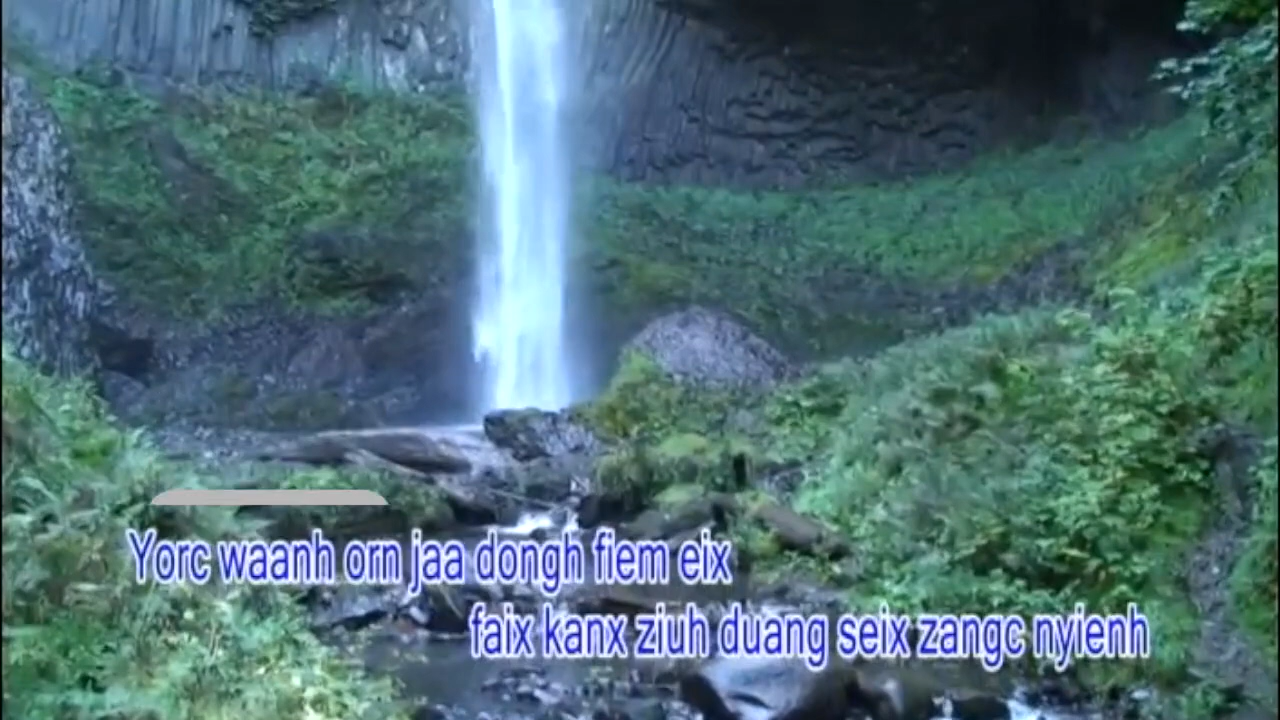 Yorc waanh orn jaa dongh fiem eix
faix kanx ziuh duang seix zangc nyienh